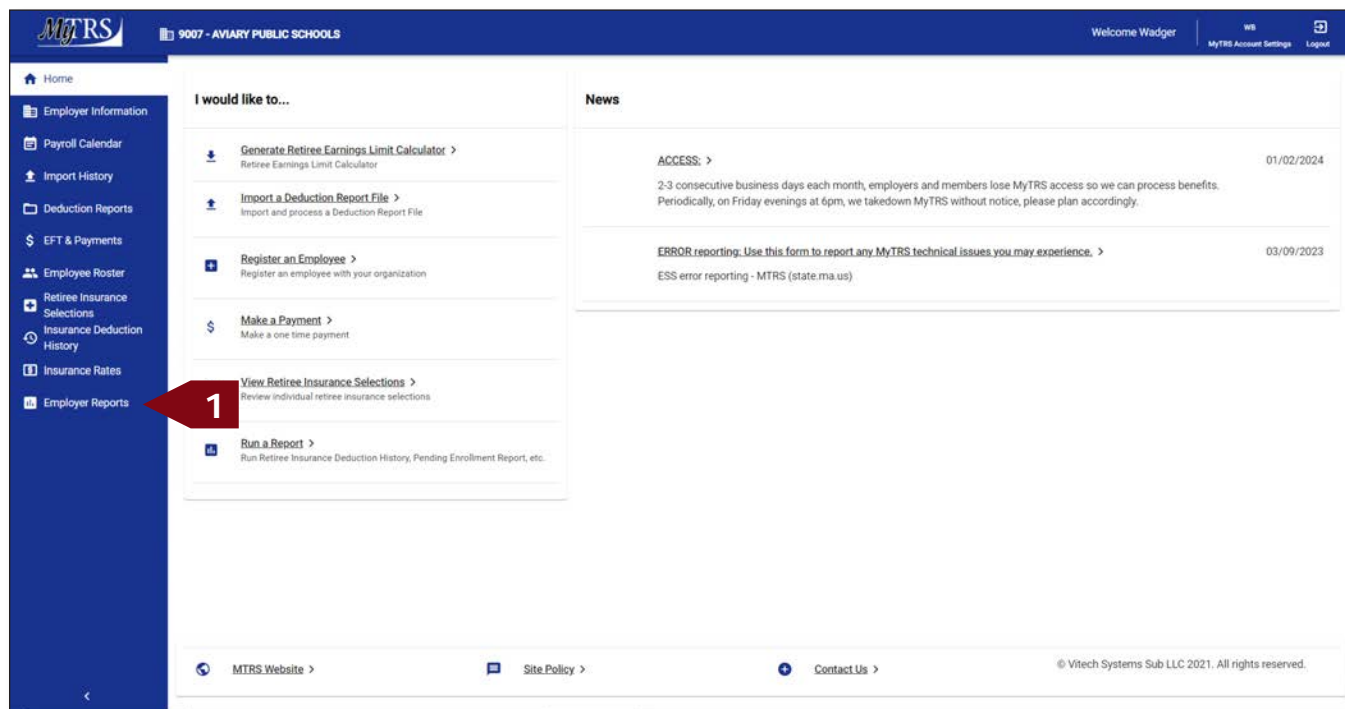 MyTRS
9007 - AVIARY PUBLIC SCHOOLS
Welcome Wadger
WB
MyTRS Account Settings
Logout
Home
Employer Information
Payroll Calendar
Import History
Deduction Reports
EFT & Payments
Employee Roster
Retiree Insurance
Selections
Insurance Deduction
History
Insurance Rates
Employer Reports
1
I would like to...
Generate Retiree Earnings Limit Calculator >
Retiree Earnings Limit Calculator
Import a Deduction Report File >
Import and process a Deduction Report File
Register an Employee >
Register an employee with your organization
Make a Payment >
Make a one time payment
View Retiree Insurance Selections >
Review individual retiree insurance selections
Run a Report >
Run Retiree Insurance Deduction History, Pending Enrollment Report, etc.
News
ACCESS: >
01/02/2024
2-3 consecutive business days each month, employers and members lose MyTRS access so we can process benefits.
Periodically, on Friday evenings at 6pm, we takedown MyTRS without notice, please plan accordingly.
ERROR reporting: Use this form to report any MyTRS technical issues you may experience. >
03/09/2023
ESS error reporting - MTRS (state.ma.us)
MTRS Website >
Site Policy >
Contact Us >
© Vitech Systems Sub LLC 2021. All rights reserved.
<